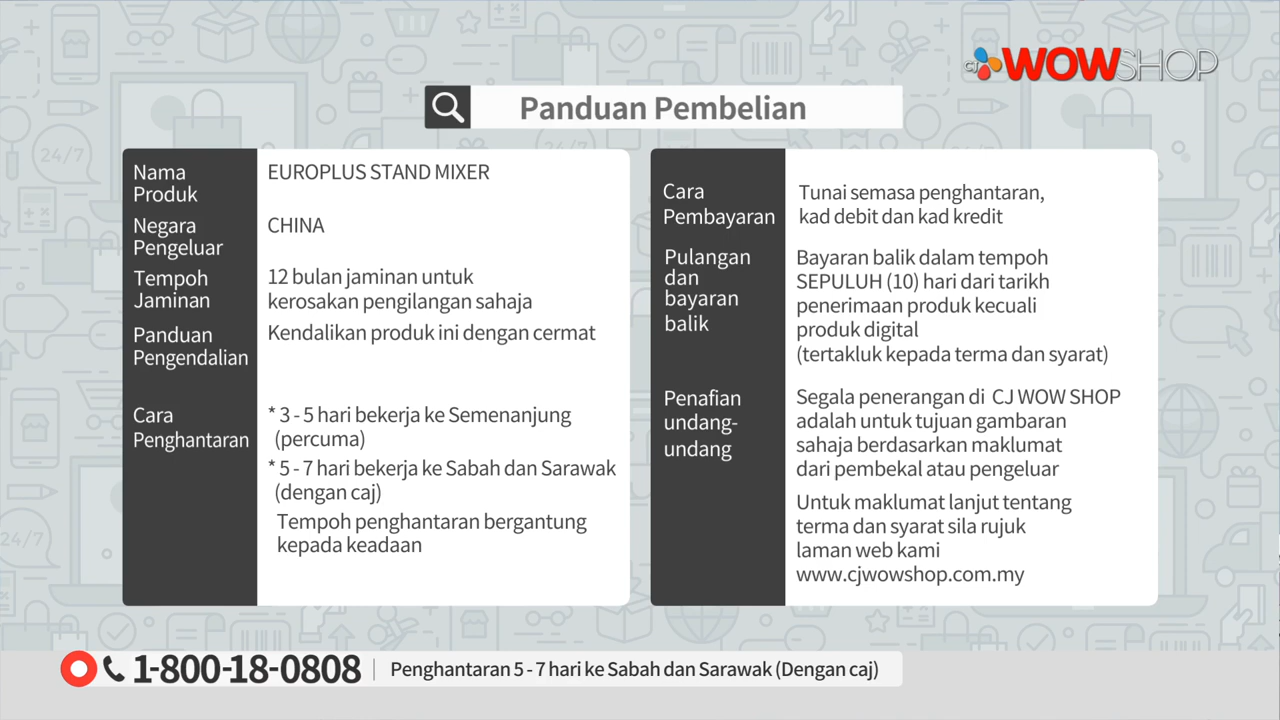 CJ WOWSHOP
Panduan Pembelian
Nama
Produk
EUROPLUS STAND MIXER
Negara
Pengeluar
CHINA
Tempoh
Jaminan
12 bulan jaminan untuk
kerosakan pengilangan sahaja
Panduan
Pengendalian
Kendalikan produk ini dengan cermat
Cara
Penghantaran
* 3 - 5 hari bekerja ke Semenanjung
(percuma)
* 5 - 7 hari bekerja ke Sabah dan Sarawak
(dengan caj)
Tempoh penghantaran bergantung
kepada keadaan
Cara
Pembayaran
Tunai semasa penghantaran,
kad debit dan kad kredit
Pulangan
dan
bayaran
balik
Bayaran balik dalam tempoh
SEPULUH (10) hari dari tarikh
penerimaan produk kecuali
produk digital
(tertakluk kepada terma dan syarat)
Penafian
undang-
undang
Segala penerangan di CJ WOW SHOP
adalah untuk tujuan gambaran
sahaja berdasarkan maklumat
dari pembekal atau pengeluar
Untuk maklumat lanjut tentang
terma dan syarat sila rujuk
laman web kami
www.cjwowshop.com.my
24/7
24/7
24/7
1-800-18-0808
Penghantaran 5 - 7 hari ke Sabah dan Sarawak (Dengan caj)